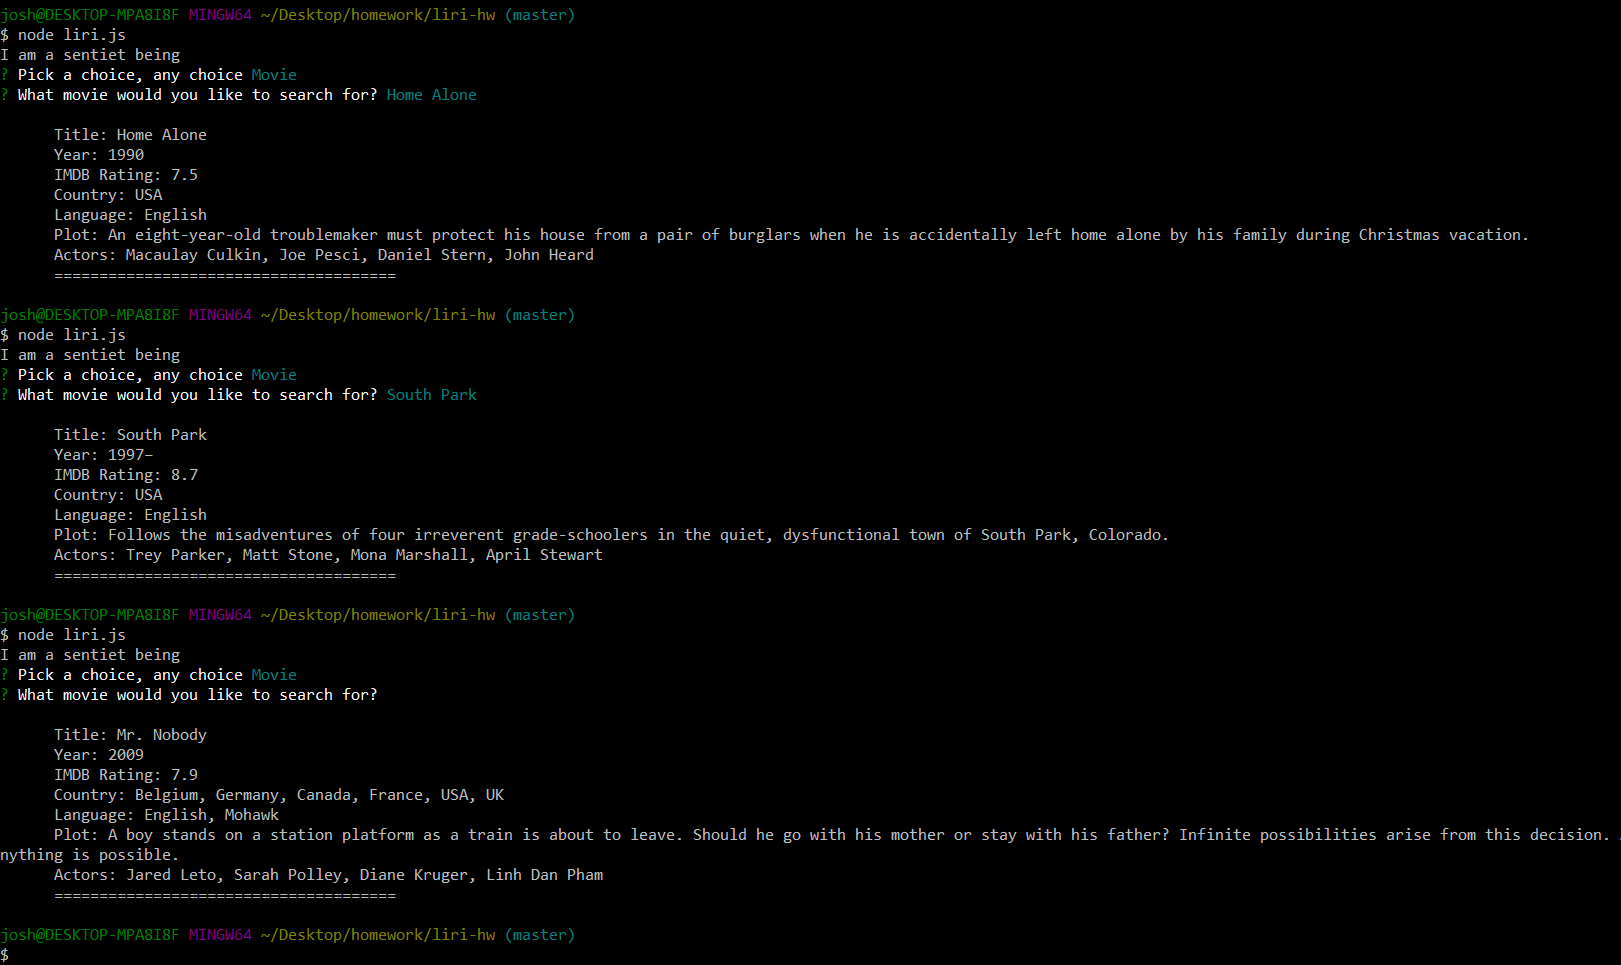 josh@DESKTOP-MPA8I8F MINGW64 ~/Desktop/homework/liri-hw (master)
$ node liri.js
I am a sentiet being
? Pick a choice, any choice Movie
? What movie would you like to search for? Home Alone
Title: Home Alone
Year: 1990
IMDB Rating: 7.5
Country: USA
Language: English
Plot: An eight-year-old troublemaker must protect his house from a pair of burglars when he is accidentally left home alone by his family during Christmas vacation.
Actors: Macaulay Culkin, Joe Pesci, Daniel Stern, John Heard
======================================
josh@DESKTOP-MPA8I8F MINGW64 ~/Desktop/homework/liri-hw (master)
$ node liri.js
I am a sentiet being
? Pick a choice, any choice Movie
? What movie would you like to search for? South Park
Title: South Park
Year: 1997–
IMDB Rating: 8.7
Country: USA
Language: English
Plot: Follows the misadventures of four irreverent grade-schoolers in the quiet, dysfunctional town of South Park, Colorado.
Actors: Trey Parker, Matt Stone, Mona Marshall, April Stewart
======================================
josh@DESKTOP-MPA8I8F MINGW64 ~/Desktop/homework/liri-hw (master)
$ node liri.js
I am a sentiet being
? Pick a choice, any choice Movie
? What movie would you like to search for?
Title: Mr. Nobody
Year: 2009
IMDB Rating: 7.9
Country: Belgium, Germany, Canada, France, USA, UK
Language: English, Mohawk
Plot: A boy stands on a station platform as a train is about to leave. Should he go with his mother or stay with his father? Infinite possibilities arise from this decision.
nything is possible.
Actors: Jared Leto, Sarah Polley, Diane Kruger, Linh Dan Pham
======================================
josh@DESKTOP-MPA8I8F MINGW64 ~/Desktop/homework/liri-hw (master)
$